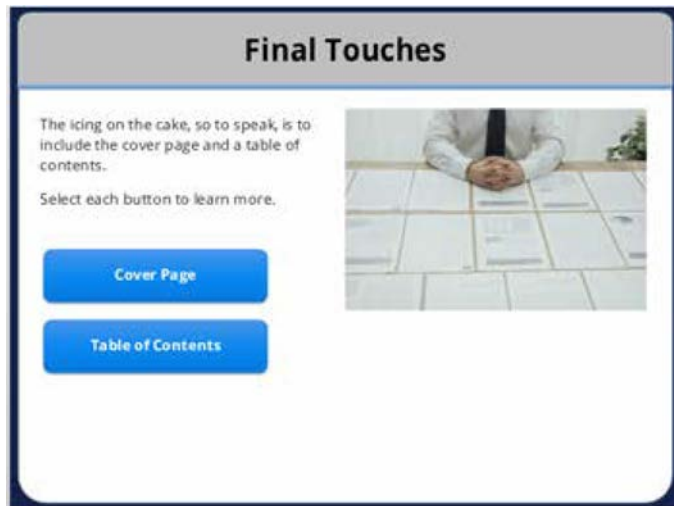 Final Touches
The icing on the cake, so to speak, is to
include the cover page and a table of
contents.
Select each button to learn more.
Cover Page
Table of Contents